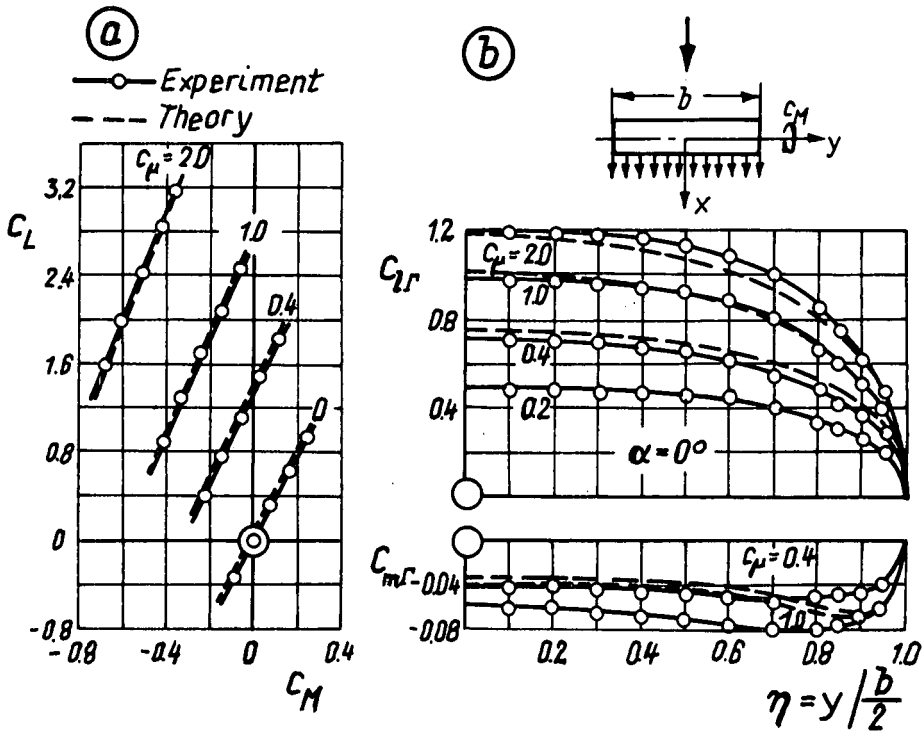 a
Experiment
Theory
cμ = 2.0
1.0
0.4
0
C_L
3,2
2.4
1.6
0.8
0
-0.8
-0.8
-0.4
0
0.4
C_M
b
b
c_M
y
x
C_lΓ
1.2
0.8
0.4
cμ = 2.0
1.0
0.4
0.2
α = 0°
C_mΓ
-0.04
-0.08
cμ = 0.4
1.0
0.2
0.4
0.6
0.8
1.0
η = y / b/2